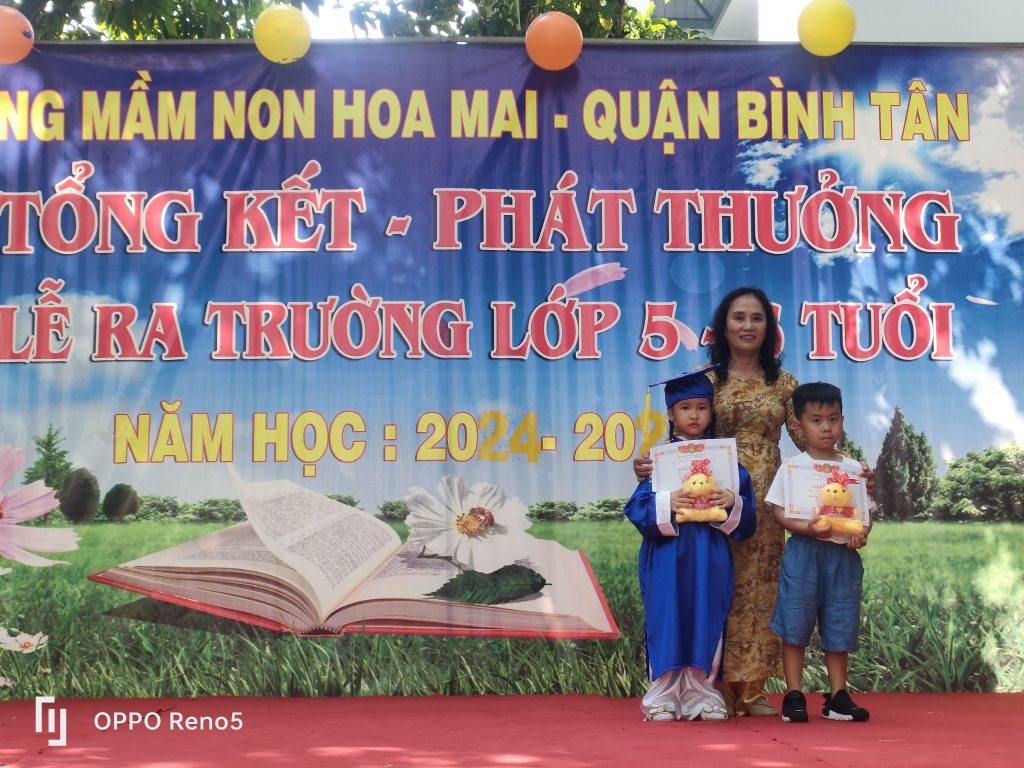 NG MẦM NON HOA MAI - QUẬN BÌNH TÂN
TỔNG KẾT - PHÁT THƯỞNG
LỄ RA TRƯỜNG LỚP 5 - TUỔI
NĂM HỌC : 2024- 202
OPPO Reno5